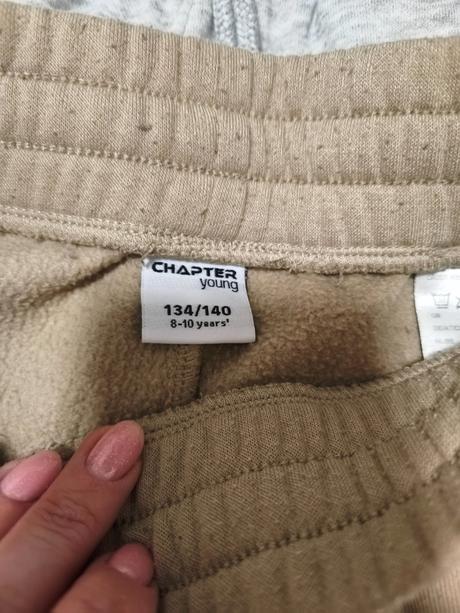 CHAPTER
young
134/140
8-10 years'